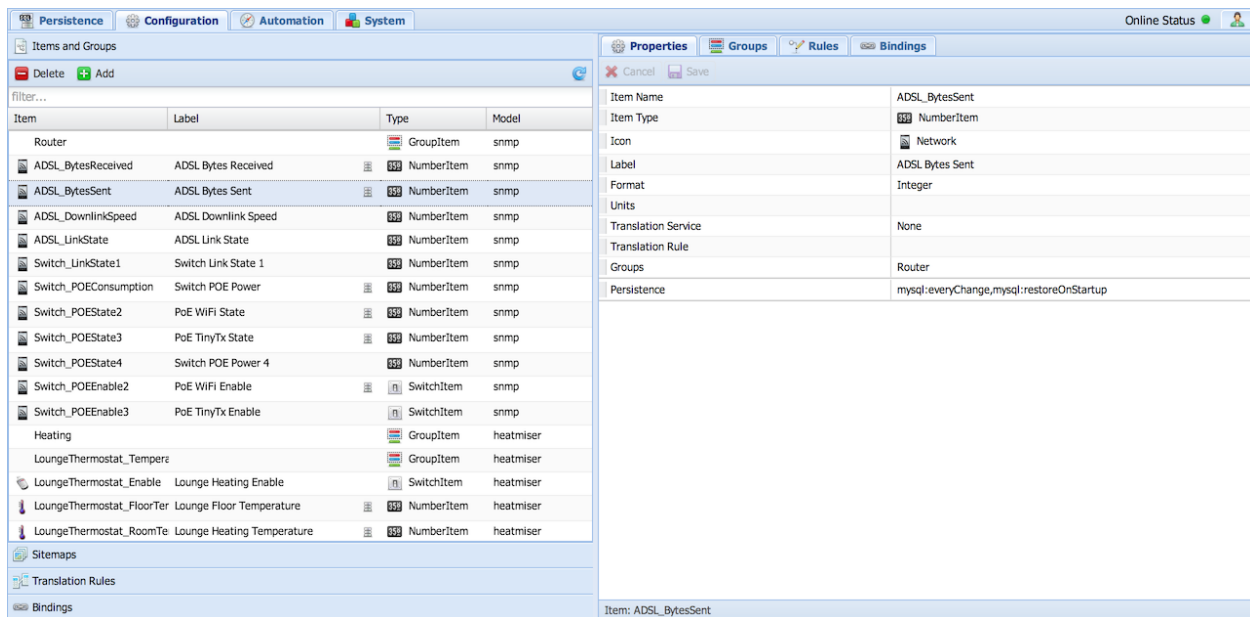 Persistence Configuration Automation System Online Status
Items and Groups
Delete Add
filter...
Item Label Type Model
Router GroupItem snmp
ADSL_BytesReceived ADSL Bytes Received NumberItem snmp
ADSL_BytesSent ADSL Bytes Sent NumberItem snmp
ADSL_DownlinkSpeed ADSL Downlink Speed NumberItem snmp
ADSL_LinkState ADSL Link State NumberItem snmp
Switch_LinkState1 Switch Link State 1 NumberItem snmp
Switch_POEConsumption Switch POE Power NumberItem snmp
Switch_POEState2 PoE WiFi State NumberItem snmp
Switch_POEState3 PoE TinyTx State NumberItem snmp
Switch_POEState4 Switch POE Power 4 NumberItem snmp
Switch_POEEnable2 PoE WiFi Enable SwitchItem snmp
Switch_POEEnable3 PoE TinyTx Enable SwitchItem snmp
Heating GroupItem heatmiser
LoungeThermostat_Tempera GroupItem heatmiser
LoungeThermostat_Enable Lounge Heating Enable SwitchItem heatmiser
LoungeThermostat_FloorTer Lounge Floor Temperature NumberItem heatmiser
LoungeThermostat_RoomTe Lounge Heating Temperature NumberItem heatmiser
Sitemaps
Translation Rules
Bindings
Properties Groups Rules Bindings
Cancel Save
Item Name ADSL_BytesSent
Item Type NumberItem
Icon Network
Label ADSL Bytes Sent
Format Integer
Units
Translation Service None
Translation Rule
Groups Router
Persistence mysql:everyChange,mysql:restoreOnStartup
Item: ADSL_BytesSent